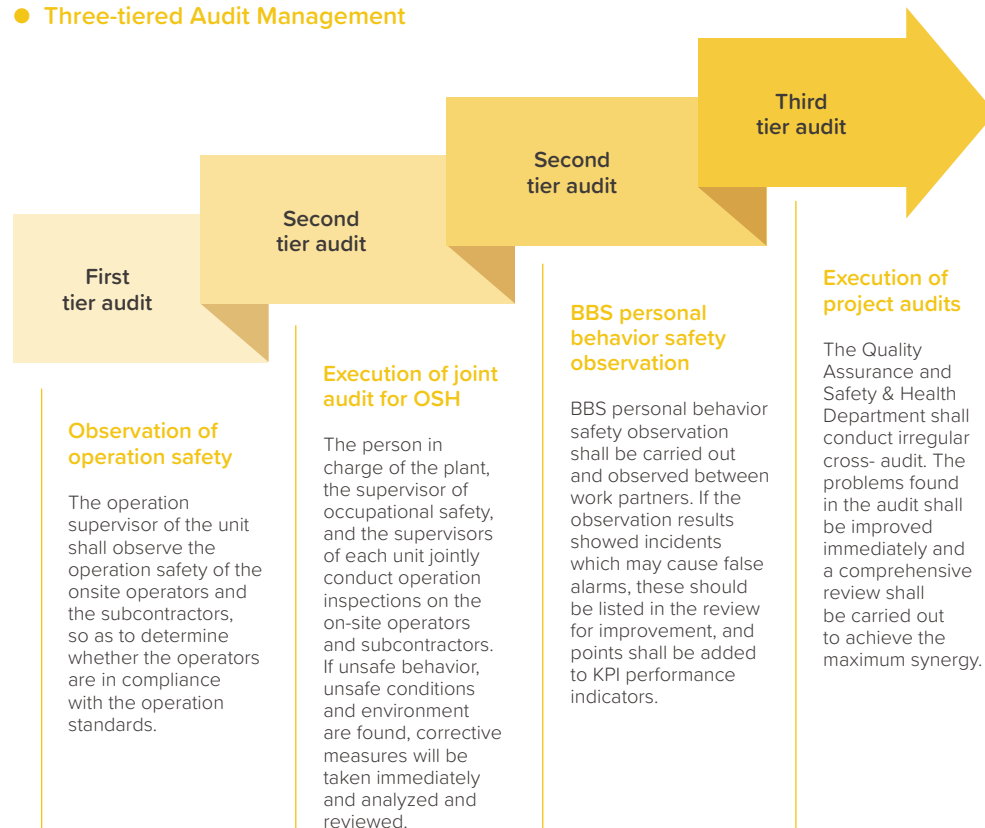 Three-tiered Audit Management
First
tier audit
Observation of
operation safety
The operation
supervisor of the unit
shall observe the
operation safety of the
onsite operators and
the subcontractors,
so as to determine
whether the operators
are in compliance
with the operation
standards.
Second
tier audit
Execution of joint
audit for OSH
The person in
charge of the plant,
the supervisor of
occupational safety,
and the supervisors
of each unit jointly
conduct operation
inspections on the
on-site operators
and subcontractors.
If unsafe behavior,
unsafe conditions
and environment
are found, corrective
measures will be
taken immediately
and analyzed and
reviewed.
Second
tier audit
BBS personal
behavior safety
observation
BBS personal behavior
safety observation
shall be carried out
and observed between
work partners. If the
observation results
showed incidents
which may cause false
alarms, these should
be listed in the review
for improvement, and
points shall be added
to KPI performance
indicators.
Third
tier audit
Execution of
project audits
The Quality
Assurance and
Safety & Health
Department shall
conduct irregular
cross- audit. The
problems found
in the audit shall
be improved
immediately and
a comprehensive
review shall
be carried out
to achieve the
maximum synergy.